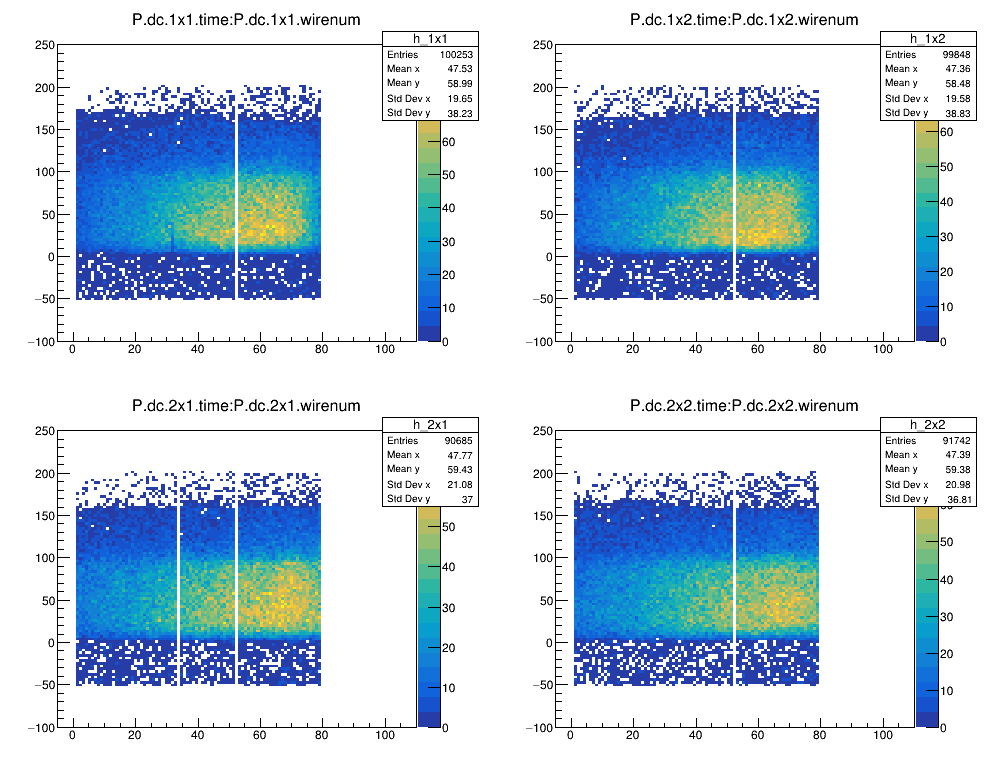 P.dc.1x1.time:P.dc.1x1.wirenum
h_1x1
Entries 100253
Mean x 47.53
Mean y 58.99
Std Dev x 19.65
Std Dev y 38.23
250
200
150
100
50
0
−50
−100
0 20 40 60 80 100
60
50
40
30
20
10
0
P.dc.1x2.time:P.dc.1x2.wirenum
h_1x2
Entries 99848
Mean x 47.36
Mean y 58.48
Std Dev x 19.58
Std Dev y 38.83
250
200
150
100
50
0
−50
−100
0 20 40 60 80 100
60
50
40
30
20
10
0
P.dc.2x1.time:P.dc.2x1.wirenum
h_2x1
Entries 90685
Mean x 47.77
Mean y 59.43
Std Dev x 21.08
Std Dev y 37
250
200
150
100
50
0
−50
−100
0 20 40 60 80 100
50
40
30
20
10
0
P.dc.2x2.time:P.dc.2x2.wirenum
h_2x2
Entries 91742
Mean x 47.39
Mean y 59.38
Std Dev x 20.98
Std Dev y 36.81
250
200
150
100
50
0
−50
−100
0 20 40 60 80 100
50
40
30
20
10
0